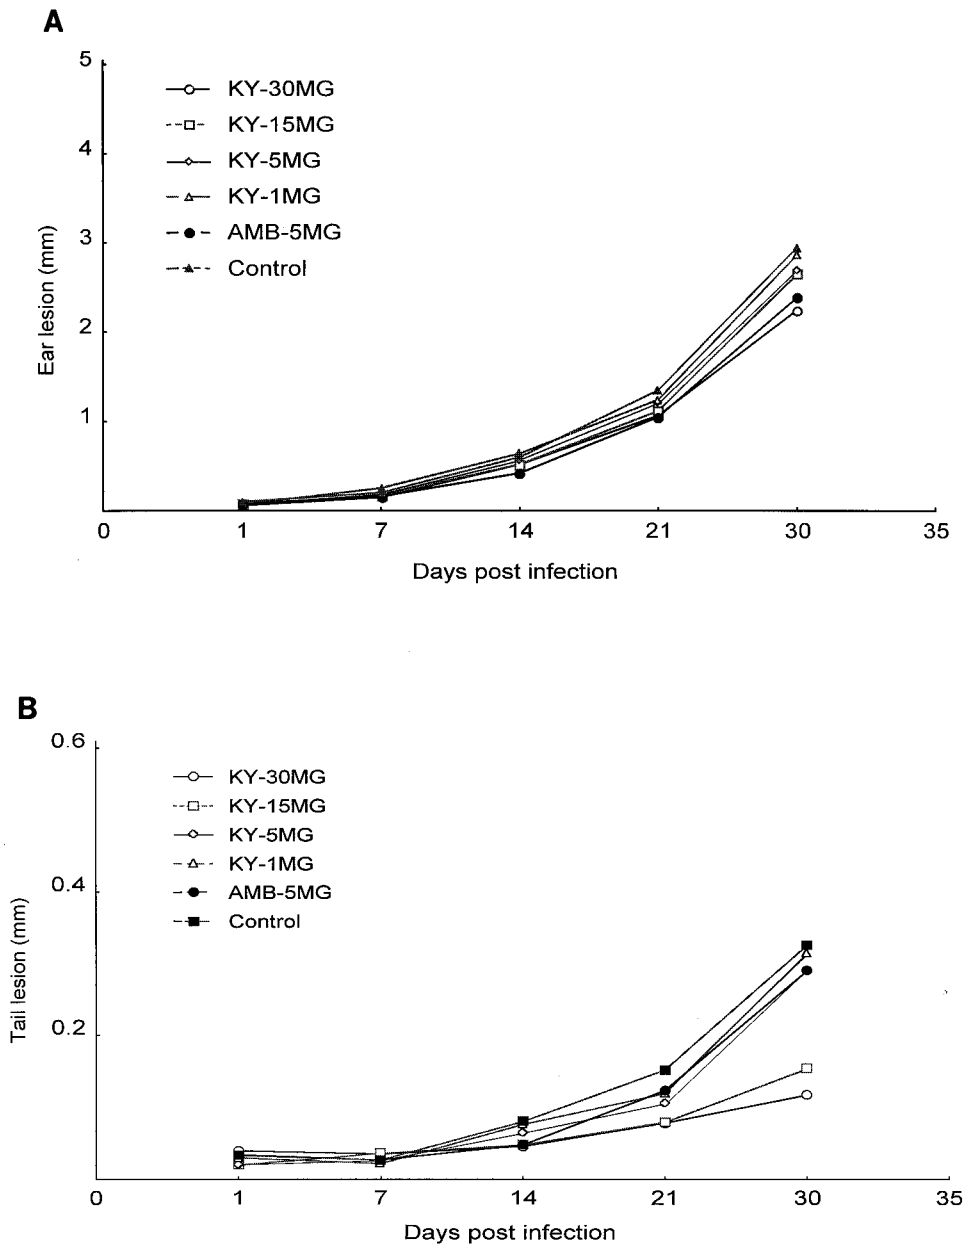 A
5
4
3
2
1
Ear lesion (mm)
KY-30MG
KY-15MG
KY-5MG
KY-1MG
AMB-5MG
Control
0 1 7 14 21 30 35
Days post infection
B
0.6
0.4
0.2
Tail lesion (mm)
KY-30MG
KY-15MG
KY-5MG
KY-1MG
AMB-5MG
Control
0 1 7 14 21 30 35
Days post infection